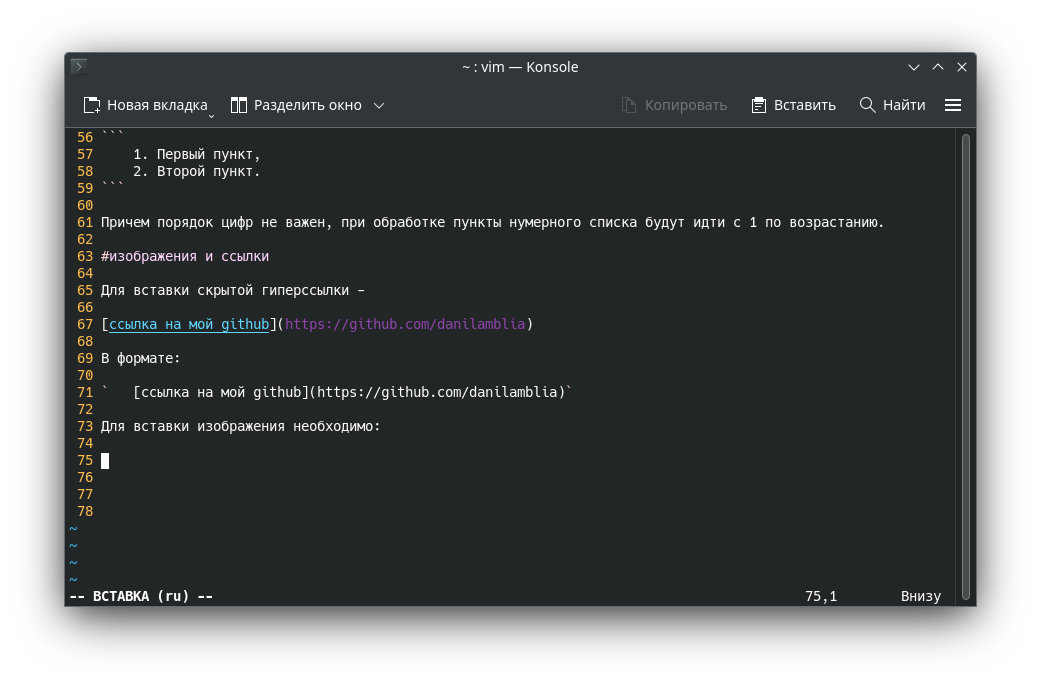 ~ : vim — Konsole
Новая вкладка Разделить окно Копировать Вставить Найти
56 ```
57     1. Первый пункт,
58     2. Второй пункт.
59 ```
60
61 Причем порядок цифр не важен, при обработке пункты нумерного списка будут идти с 1 по возрастанию.
62
63 #изображения и ссылки
64
65 Для вставки скрытой гиперссылки -
66
67 [ссылка на мой github](https://github.com/danilamblia)
68
69 В формате:
70
71 `   [ссылка на мой github](https://github.com/danilamblia)`
72
73 Для вставки изображения необходимо:
74
75
76
77
78
~
~
~
~
-- ВСТАВКА (ru) -- 75,1 Внизу